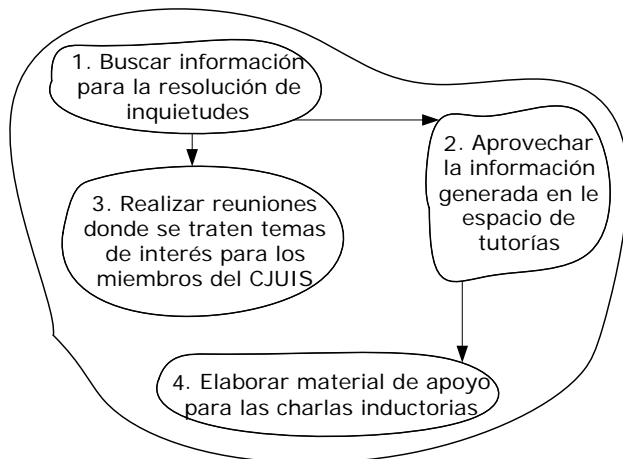 1. Buscar información
para la resolución de
inquietudes
2. Aprovechar
la información
generada en le
espacio de
tutorías
3. Realizar reuniones
donde se traten temas
de interés para los
miembros del CJUIS
4. Elaborar material de apoyo
para las charlas inductorias